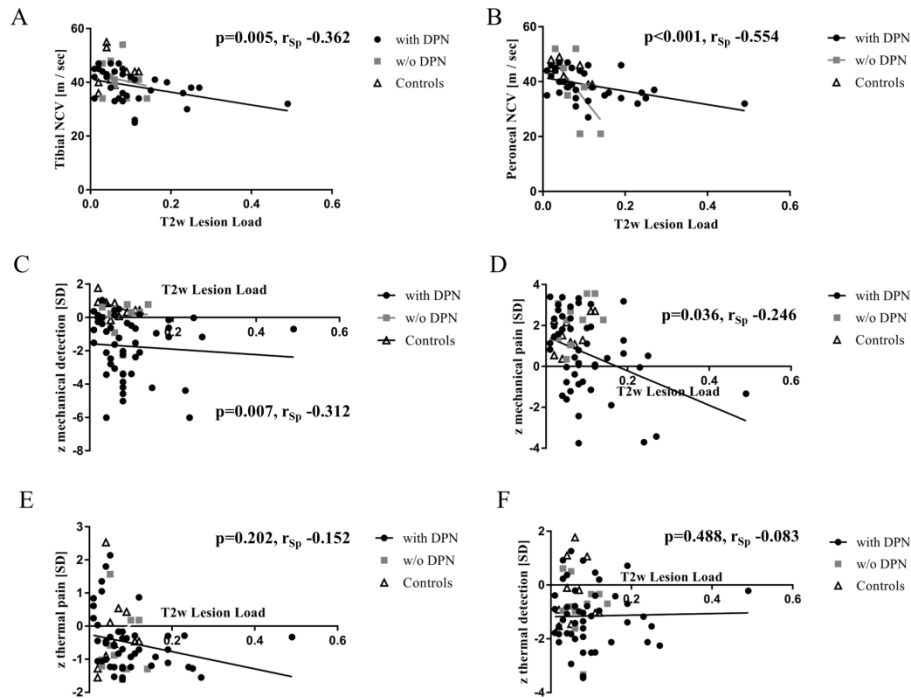 A
B
p=0.005, rSp -0.362
p<0.001, rSp -0.554
with DPN
w/o DPN
Controls
with DPN
w/o DPN
Controls
Tibial NCV [m / sec]
60
40
20
0
0.0
0.2
0.4
0.6
T2w Lesion Load
Peroneal NCV [m / sec]
60
40
20
0
0.0
0.2
0.4
0.6
T2w Lesion Load
C
D
z mechanical detection [SD]
2
0
-2
-4
-6
-8
T2w Lesion Load
0.2
0.4
0.6
p=0.007, rSp -0.312
with DPN
w/o DPN
Controls
z mechanical pain [SD]
4
2
0
-2
-4
p=0.036, rSp -0.246
0.2
0.4
0.6
T2w Lesion Load
with DPN
w/o DPN
Controls
E
F
z thermal pain [SD]
3
2
1
0
-1
-2
p=0.202, rSp -0.152
T2w Lesion Load
0.2
0.4
0.6
with DPN
w/o DPN
Controls
z thermal detection [SD]
2
0
-2
-4
p=0.488, rSp -0.083
T2w Lesion Load
0.2
0.4
0.6
with DPN
w/o DPN
Controls